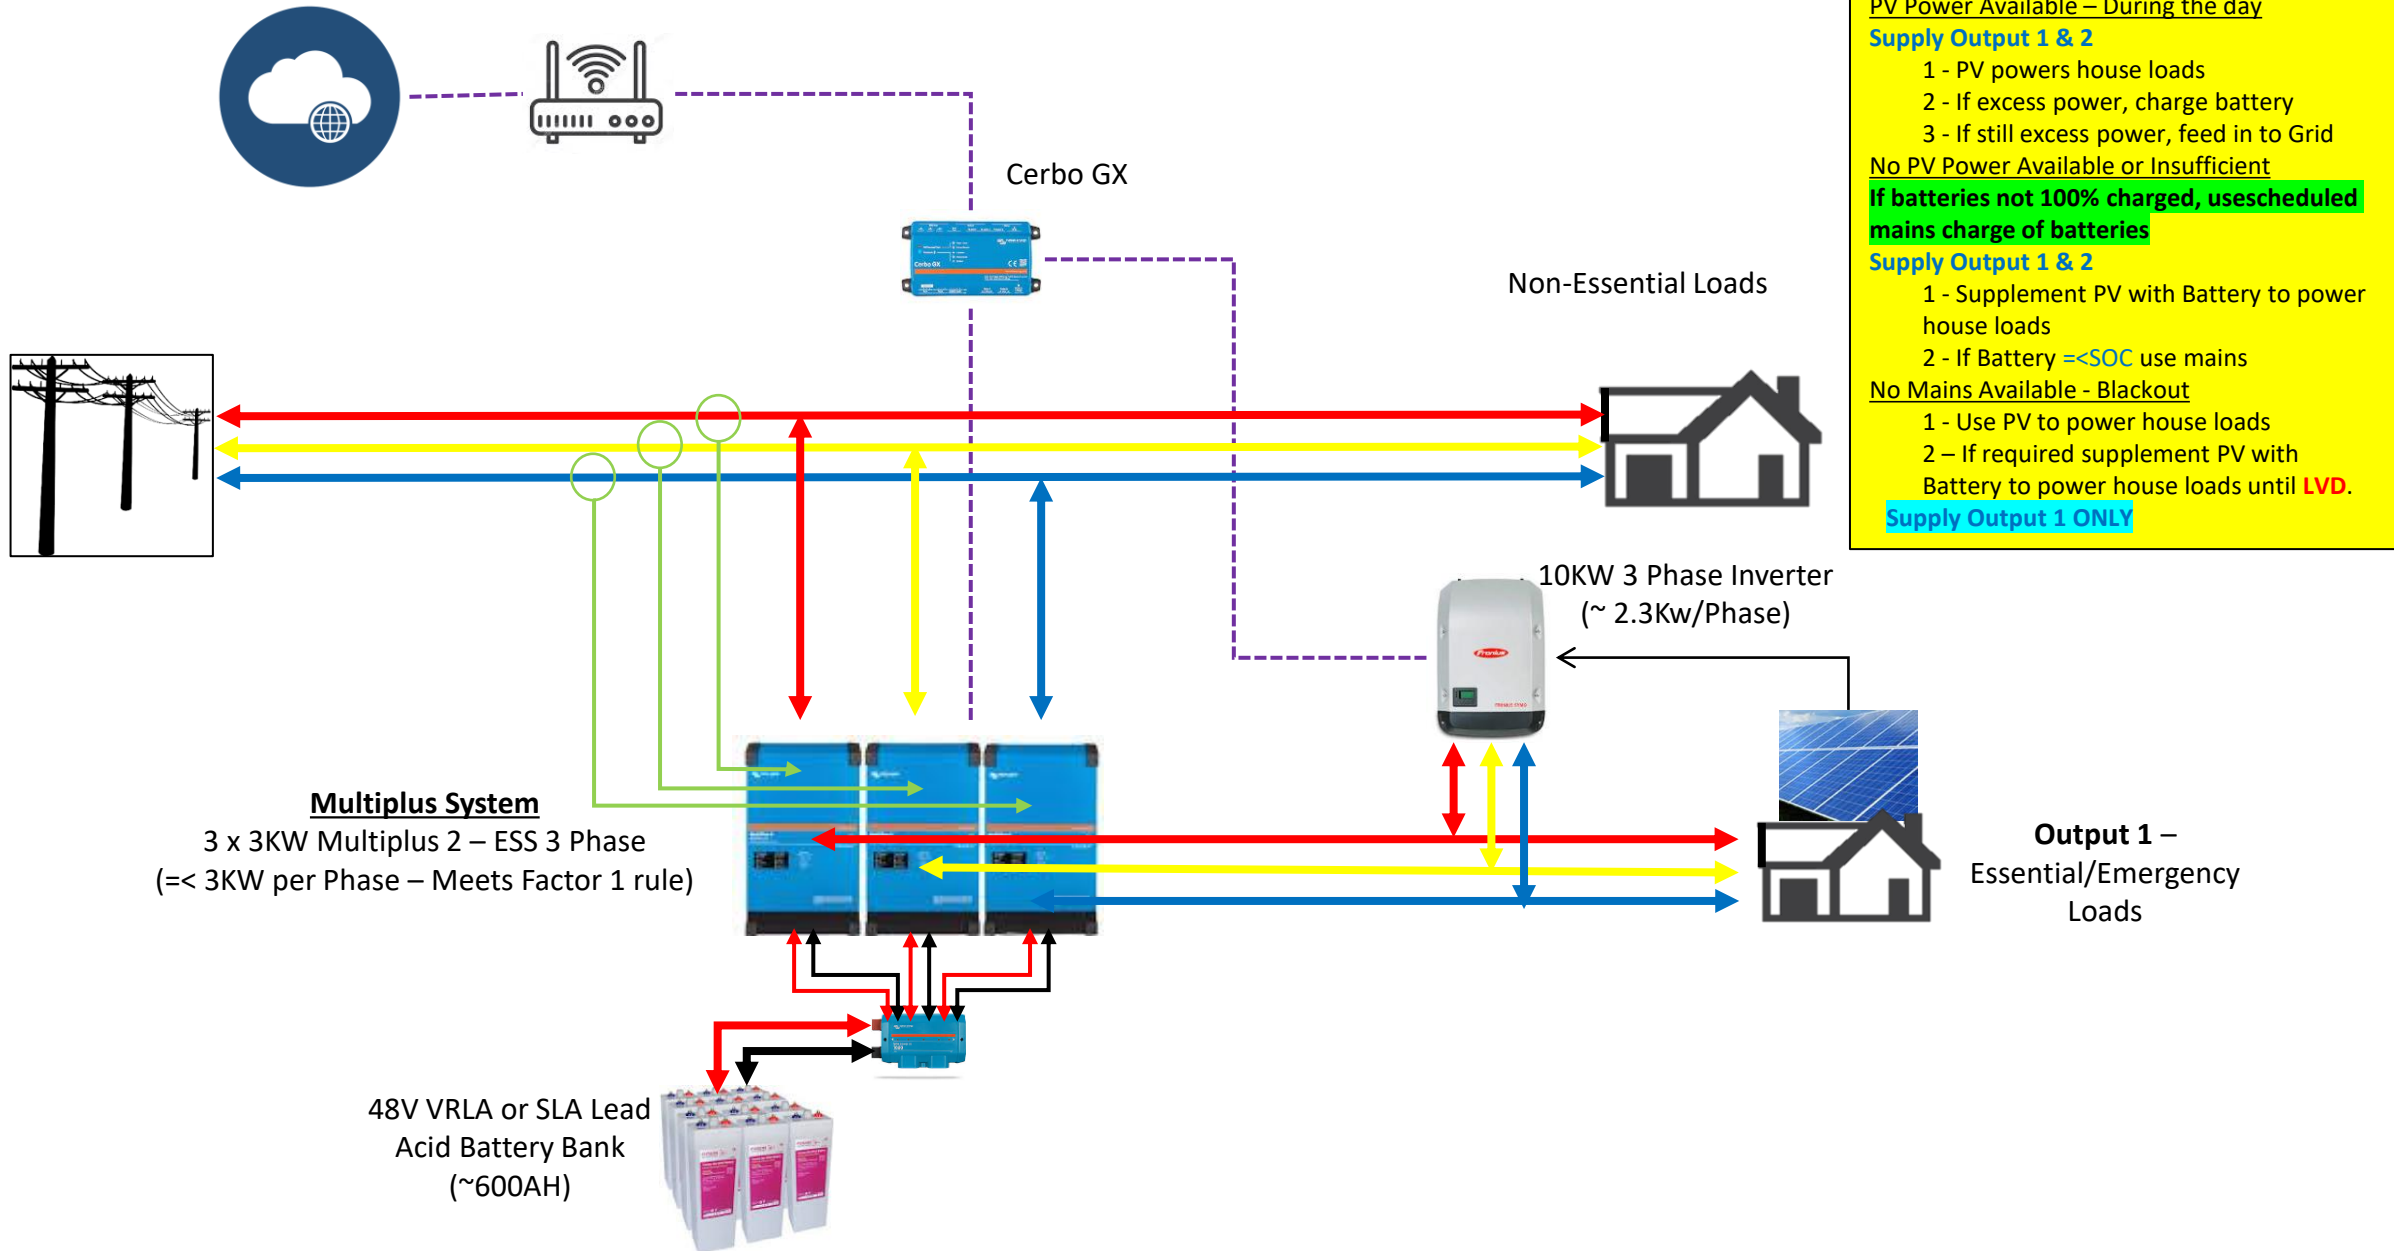 PV Power Available – During the day
Supply Output 1 & 2
1 - PV powers house loads
2 - If excess power, charge battery
3 - If still excess power, feed in to Grid
No PV Power Available or Insufficient
If batteries not 100% charged, usescheduled
mains charge of batteries
Supply Output 1 & 2
1 - Supplement PV with Battery to power
house loads
2 - If Battery =<SOC use mains
No Mains Available - Blackout
1 - Use PV to power house loads
2 – If required supplement PV with
Battery to power house loads until LVD.
Supply Output 1 ONLY
Cerbo GX
Cerbo GX
Non-Essential Loads
10KW 3 Phase Inverter
(~ 2.3Kw/Phase)
Fronius
Multiplus System
3 x 3KW Multiplus 2 – ESS 3 Phase
(=< 3KW per Phase – Meets Factor 1 rule)
Output 1 –
Essential/Emergency
Loads
48V VRLA or SLA Lead
Acid Battery Bank
(~600AH)